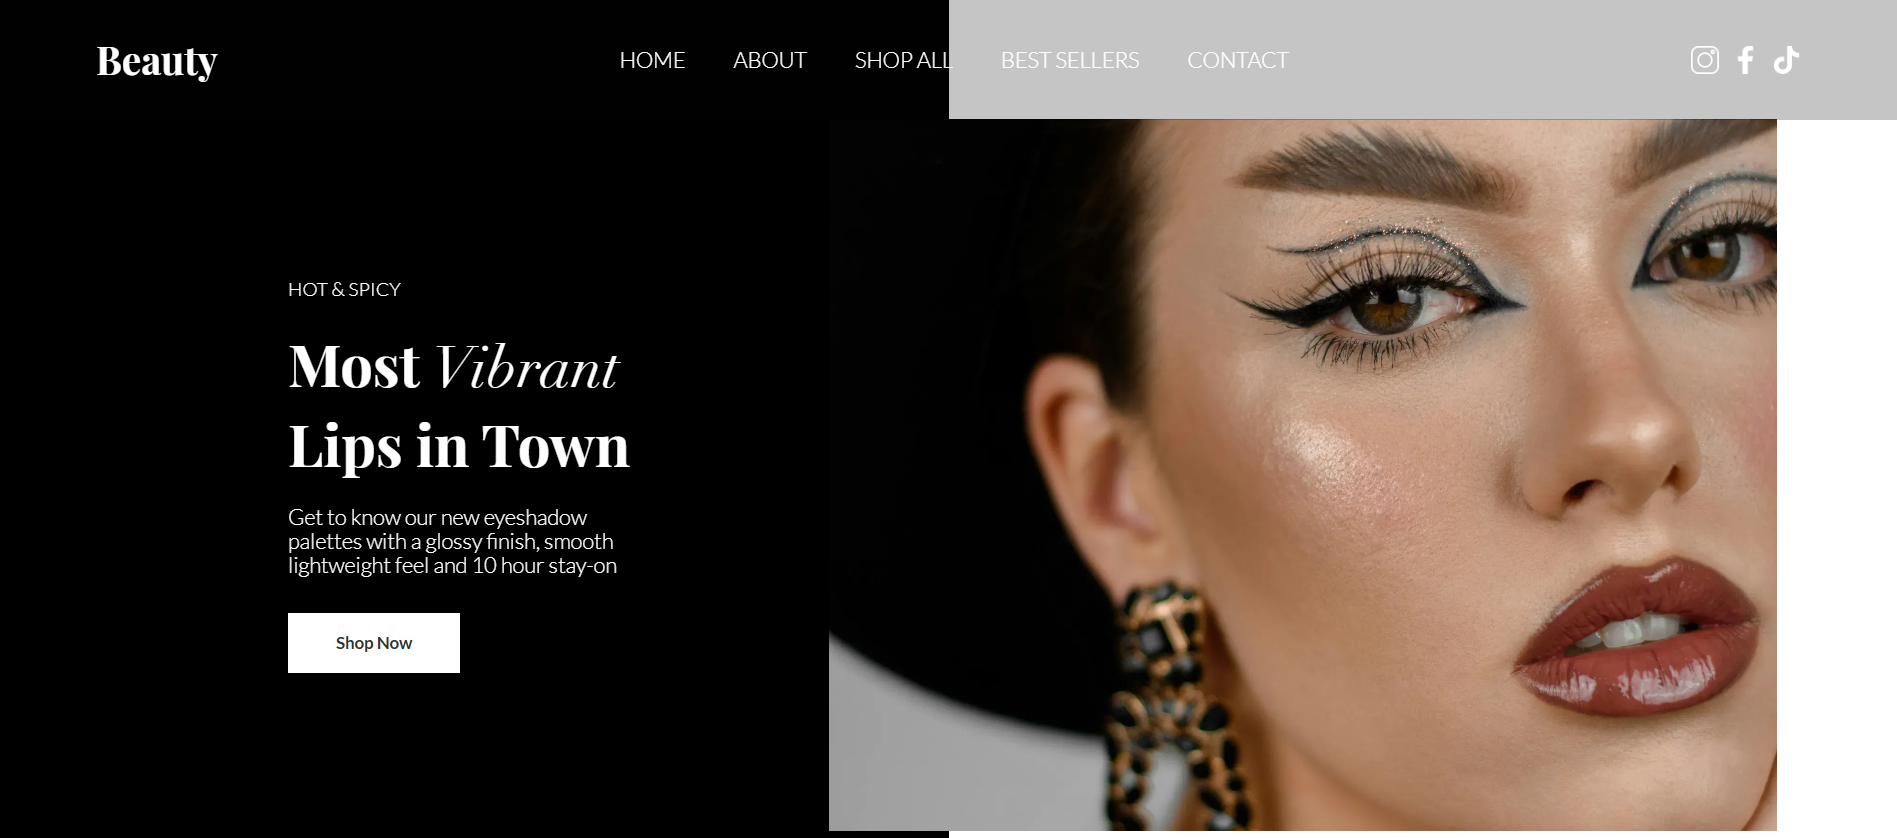 Beauty
HOME ABOUT SHOP ALL BEST SELLERS CONTACT
HOT & SPICY
Most Vibrant
Lips in Town
Get to know our new eyeshadow
palettes with a glossy finish, smooth
lightweight feel and 10 hour stay-on
Shop Now